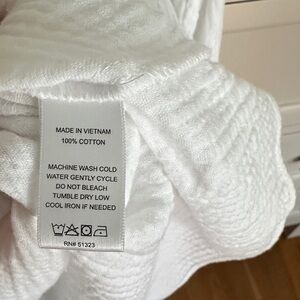 MADE IN VIETNAM
100% COTTON
MACHINE WASH COLD
WATER GENTLY CYCLE
DO NOT BLEACH
TUMBLE DRY LOW
COOL IRON IF NEEDED
RN# 51323